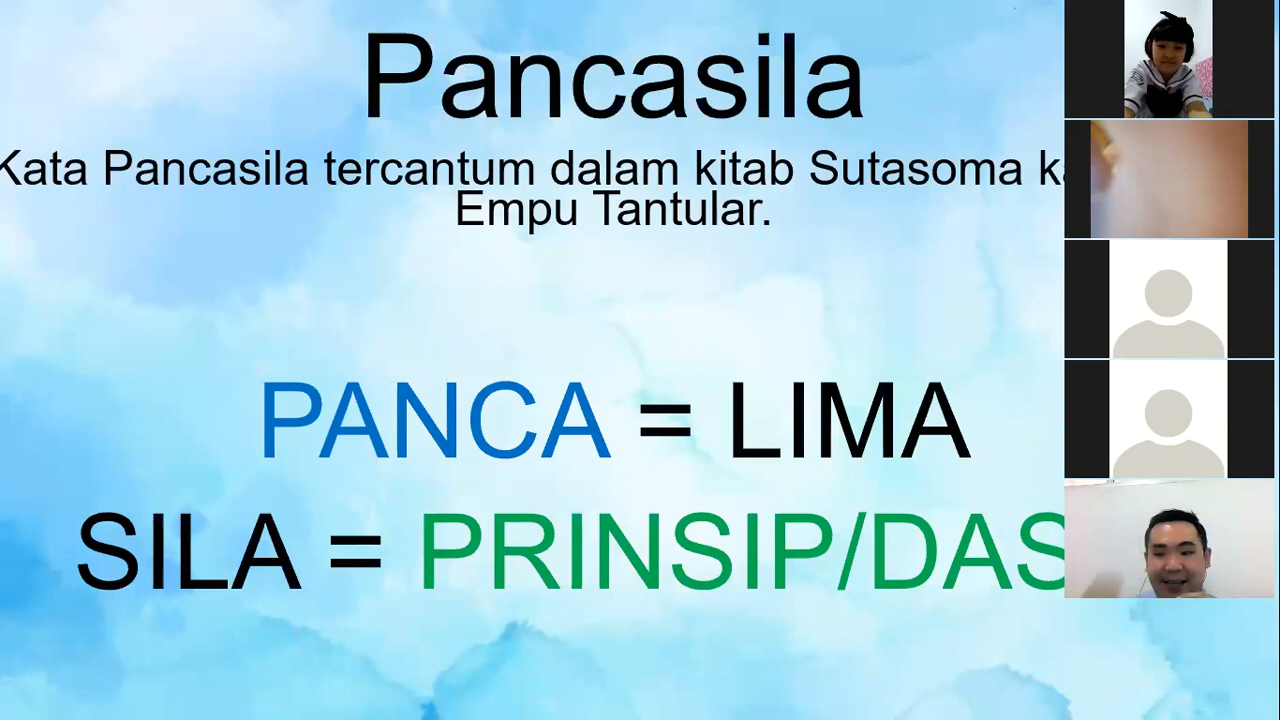 Pancasila
Kata Pancasila tercantum dalam kitab Sutasoma
Empu Tantular.
PANCA = LIMA
SILA = PRINSIP/DAS